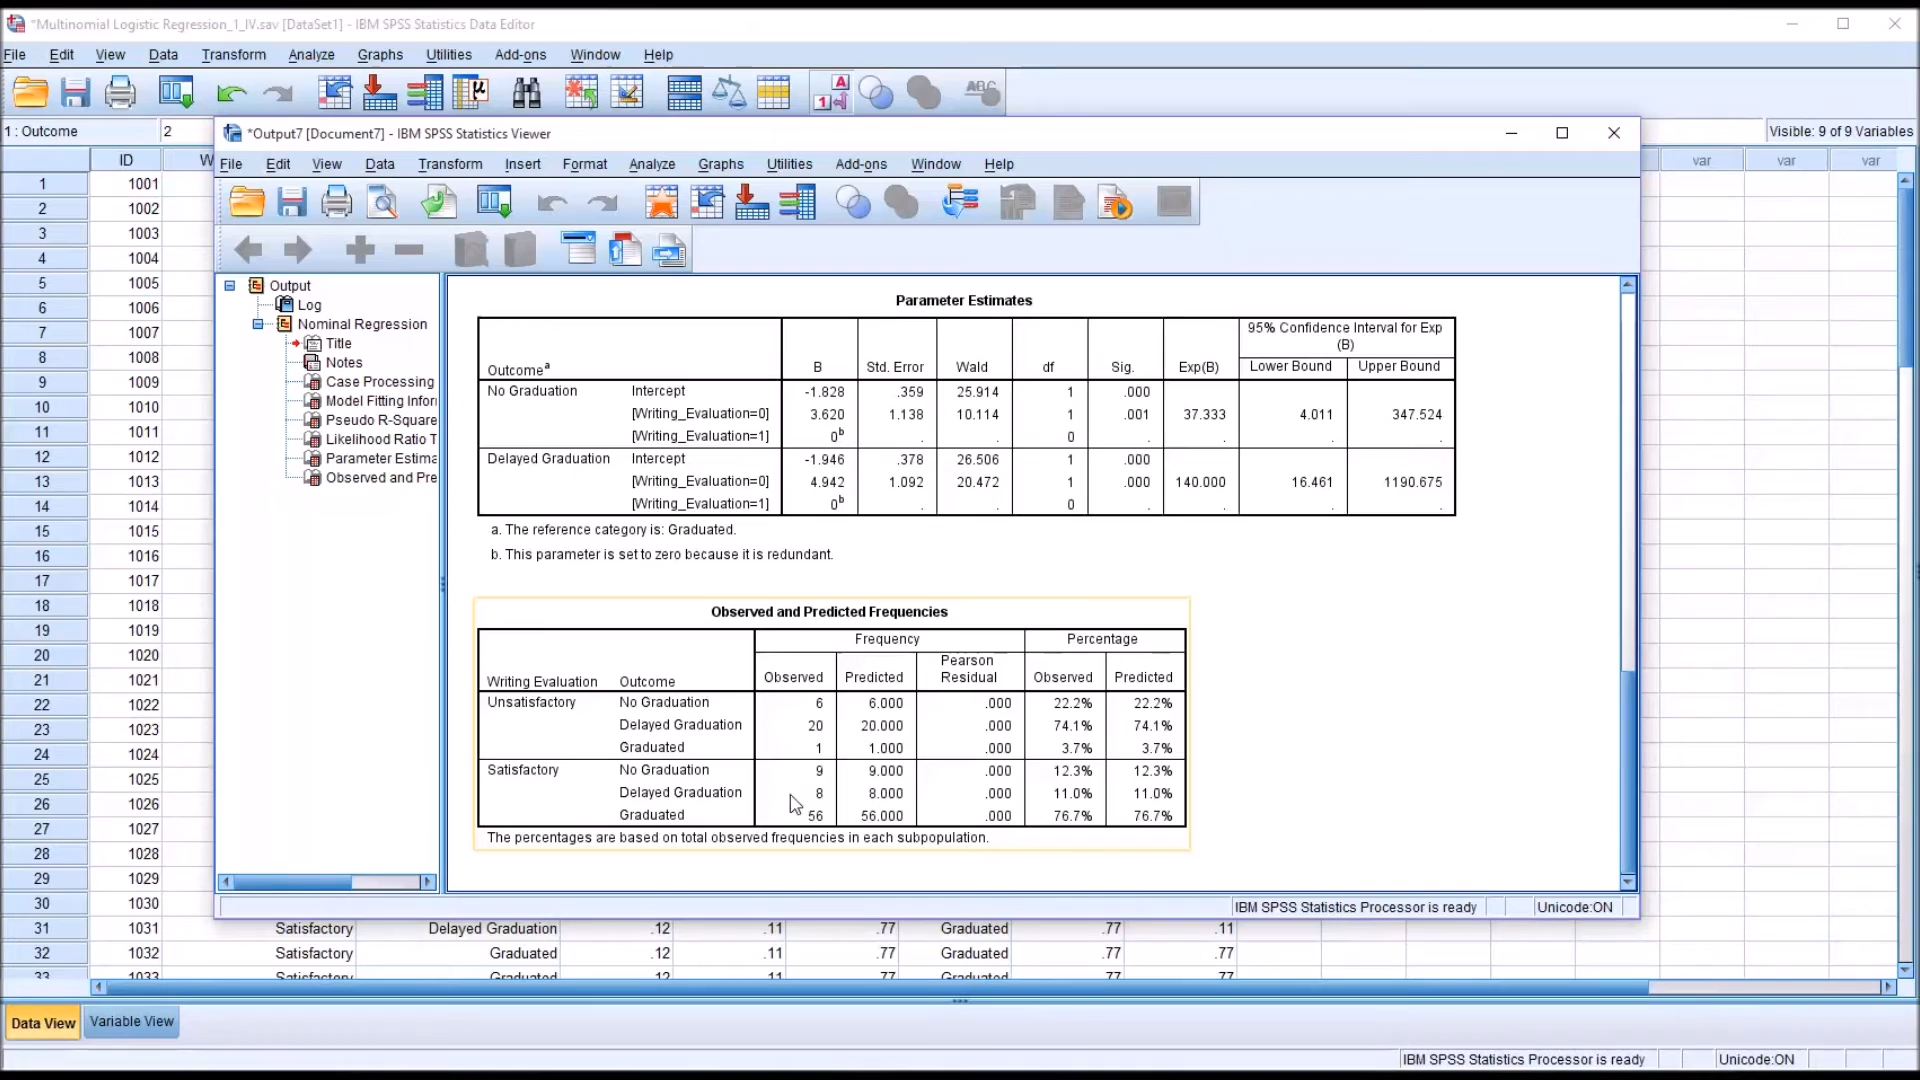 *Multinomial Logistic Regression_1_IV.sav [DataSet1] - IBM SPSS Statistics Data Editor
File Edit View Data Transform Analyze Graphs Utilities Add-ons Window Help
1 : Outcome 2 Visible: 9 of 9 Variables
ID W var var var
*Output7 [Document7] - IBM SPSS Statistics Viewer
File Edit View Data Transform Insert Format Analyze Graphs Utilities Add-ons Window Help
1 1001
2 1002
3 1003
4 1004
5 1005
6 1006
7 1007
8 1008
9 1009
10 1010
11 1011
12 1012
13 1013
14 1014
15 1015
16 1016
17 1017
18 1018
19 1019
20 1020
21 1021
22 1022
23 1023
24 1024
25 1025
26 1026
27 1027
28 1028
29 1029
30 1030
Output
Log
Nominal Regression
Title
Notes
Case Processing
Model Fitting Infor
Pseudo R-Square
Likelihood Ratio T
Parameter Estima
Observed and Pre
Parameter Estimates
95% Confidence Interval for Exp
(B)
Outcomea B Std. Error Wald df Sig. Exp(B) Lower Bound Upper Bound
No Graduation Intercept -1.828 .359 25.914 1 .000
[Writing_Evaluation=0] 3.620 1.138 10.114 1 .001 37.333 4.011 347.524
[Writing_Evaluation=1] 0b . . 0 . . . .
Delayed Graduation Intercept -1.946 .378 26.506 1 .000
[Writing_Evaluation=0] 4.942 1.092 20.472 1 .000 140.000 16.461 1190.675
[Writing_Evaluation=1] 0b . . 0 . . . .
a. The reference category is: Graduated.
b. This parameter is set to zero because it is redundant.
Observed and Predicted Frequencies
Frequency Percentage
Writing Evaluation Outcome Observed Predicted Pearson Residual Observed Predicted
Unsatisfactory No Graduation 6 6.000 .000 22.2% 22.2%
Delayed Graduation 20 20.000 .000 74.1% 74.1%
Graduated 1 1.000 .000 3.7% 3.7%
Satisfactory No Graduation 9 9.000 .000 12.3% 12.3%
Delayed Graduation 8 8.000 .000 11.0% 11.0%
Graduated 56 56.000 .000 76.7% 76.7%
The percentages are based on total observed frequencies in each subpopulation.
IBM SPSS Statistics Processor is ready Unicode:ON
31 1031 Satisfactory Delayed Graduation .12 .11 .77 Graduated .77 .11
32 1032 Satisfactory Graduated .12 .11 .77 Graduated .77 .77
33 1033 Satisfactory Graduated .12 .11 .77 Graduated .77 .77
Data View Variable View
IBM SPSS Statistics Processor is ready Unicode:ON